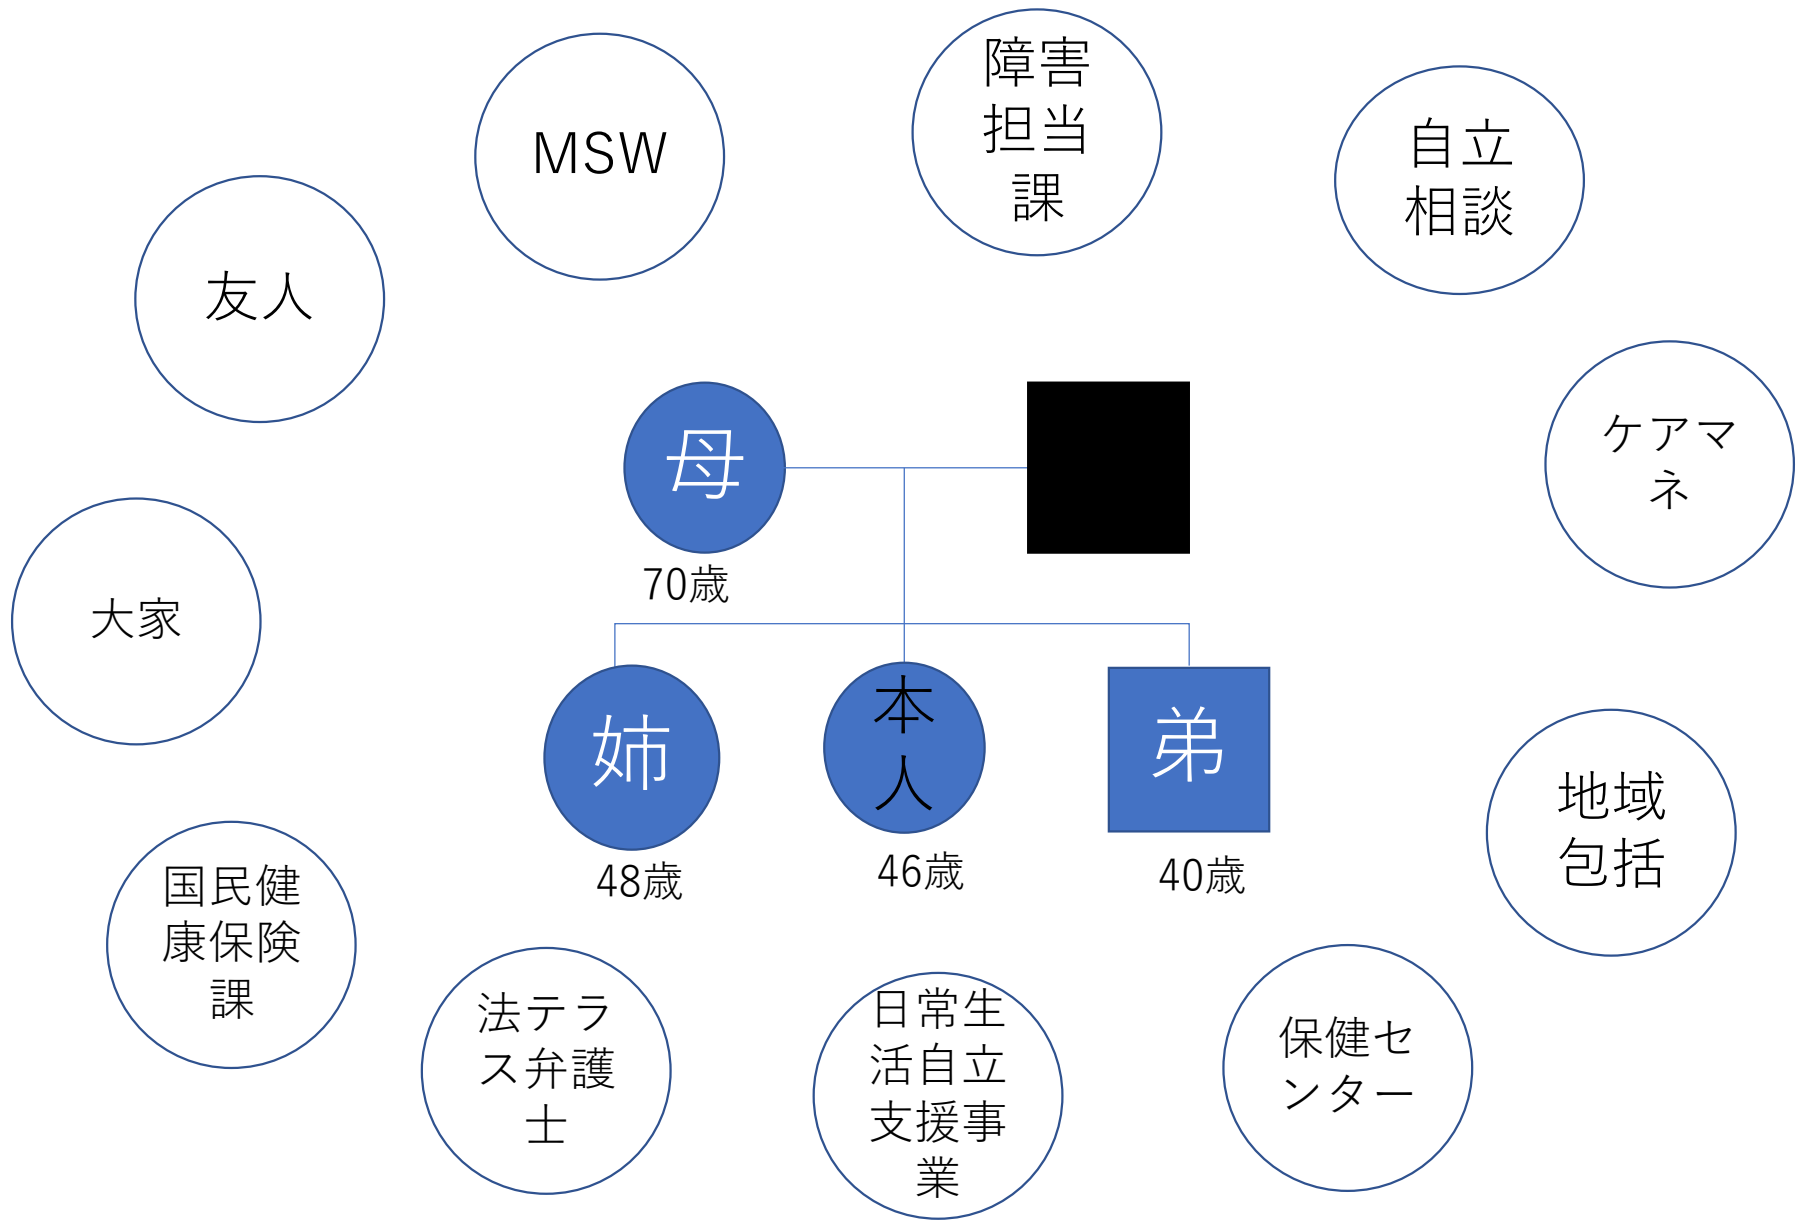 障害
担当
課
MSW
自立
相談
友人
ケアマ
ネ
母
70歳
大家
姉
48歳
本
人
46歳
弟
40歳
地域
包括
国民健
康保険
課
法テラ
ス弁護
士
日常生
活自立
支援事
業
保健セ
ンター